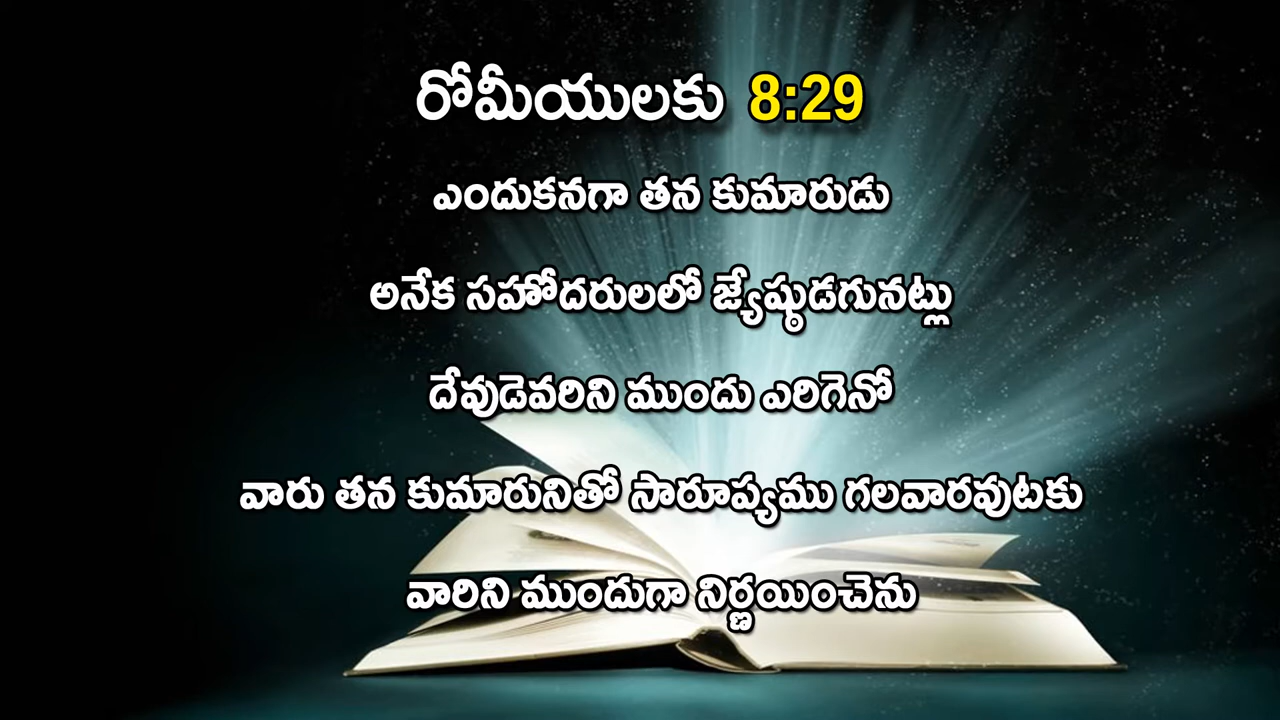 రోమీయులకు 8:29
ఎందుకనగా తన కుమారుడు
అనేక సహోదరులలో జ్యేష్ఠుడగునట్లు
దేవుడెవరిని ముందు ఎరిగెనో
వారు తన కుమారునితో సారూప్యము గలవారవుటకు
వారిని ముందుగా నిర్ణయించెను